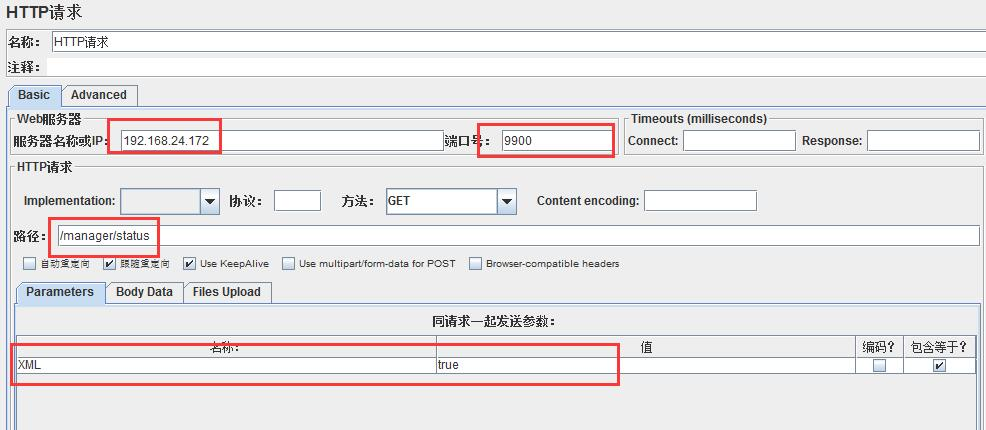 HTTP请求
名称： HTTP请求
注释：
Basic Advanced
Web服务器 Timeouts (milliseconds)
服务器名称或IP： 192.168.24.172 端口号： 9900 Connect: Response:
HTTP请求
Implementation: 协议： 方法： GET Content encoding:
路径： /manager/status
自动重定向 跟随重定向 Use KeepAlive Use multipart/form-data for POST Browser-compatible headers
Parameters Body Data Files Upload
同请求一起发送参数：
名称： 值 编码? 包含等于?
XML true